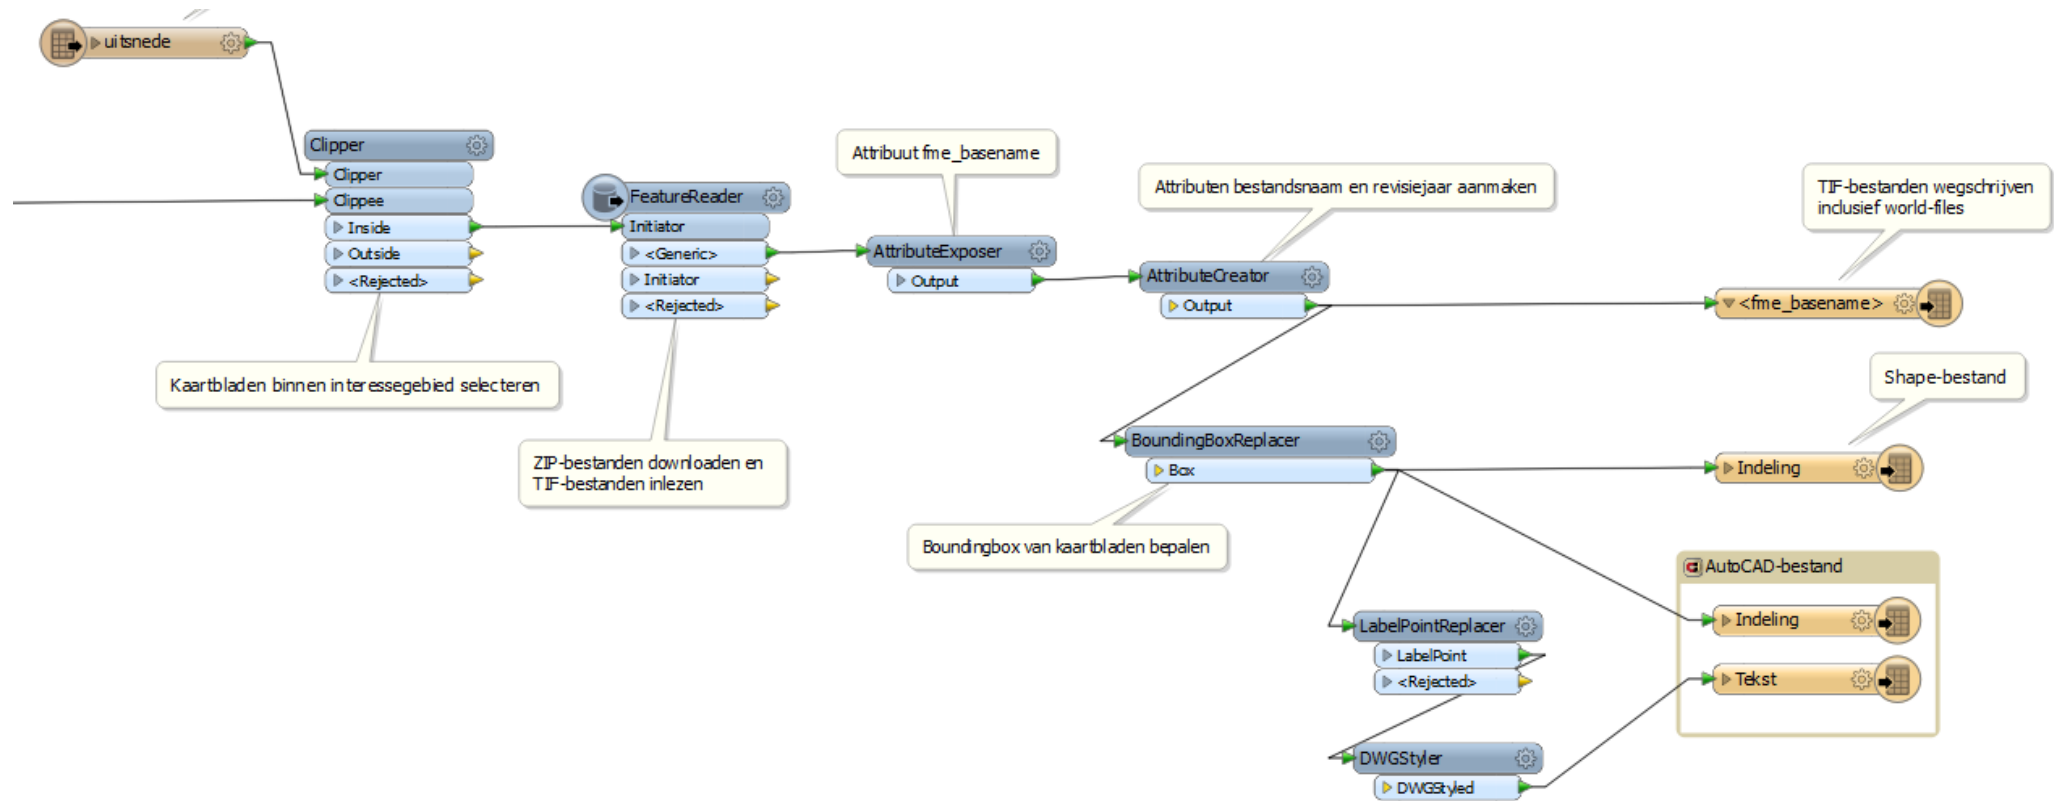 uitsnede
Clipper
Clipper
Clippee
Inside
Outside
<Rejected>
Kaartbladen binnen interessegebied selecteren
FeatureReader
Initiator
<Generic>
Initiator
<Rejected>
ZIP-bestanden downloaden en
TIF-bestanden inlezen
Attribuut fme_basename
AttributeExposer
Output
Attributen bestandsnaam en revisiejaar aanmaken
AttributeCreator
Output
TIF-bestanden wegschrijven
inclusief world-files
<fme_basename>
Shape-bestand
BoundingBoxReplacer
Box
Boundingbox van kaartbladen bepalen
Indeling
AutoCAD-bestand
Indeling
Tekst
LabelPointReplacer
LabelPoint
<Rejected>
DWGStyler
DWGStyled